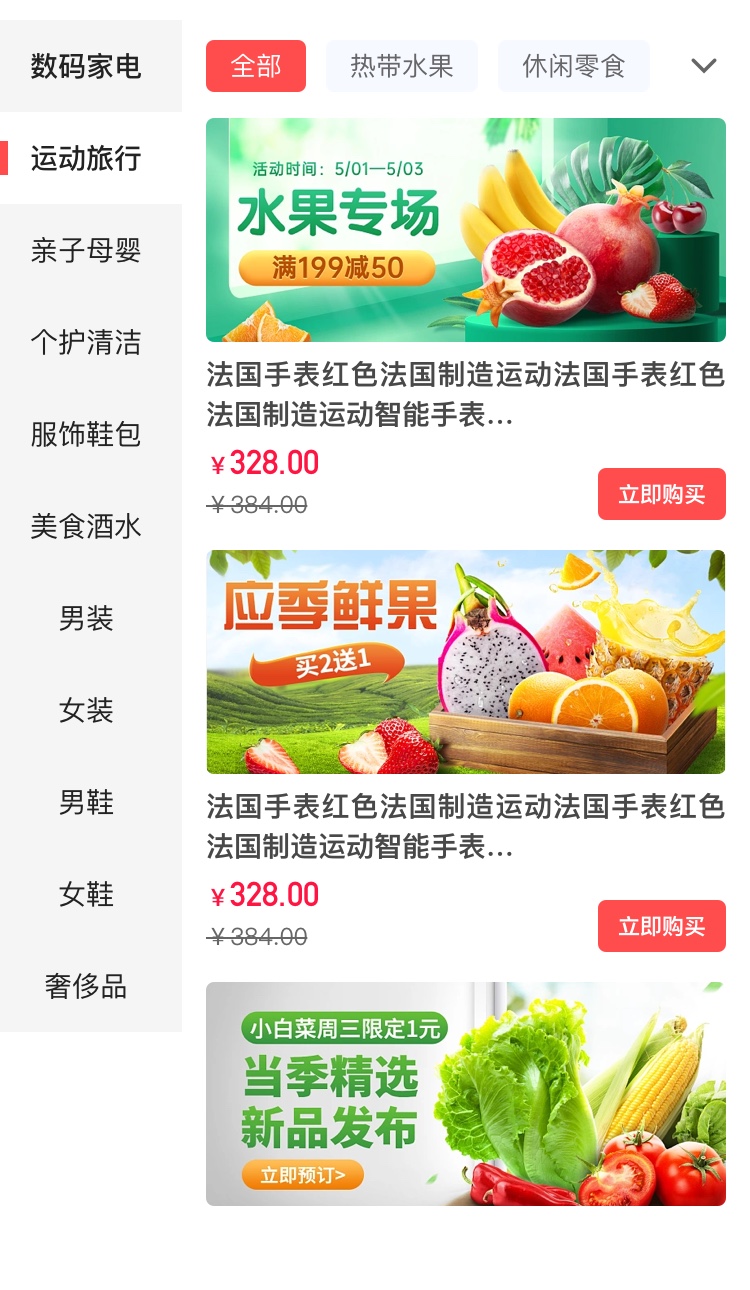 数码家电
运动旅行
亲子母婴
个护清洁
服饰鞋包
美食酒水
男装
女装
男鞋
女鞋
奢侈品
全部
热带水果
休闲零食
活动时间：5/01—5/03
水果专场
满199减50
法国手表红色法国制造运动法国手表红色
法国制造运动智能手表...
￥328.00
￥384.00
立即购买
应季鲜果
买2送1
法国手表红色法国制造运动法国手表红色
法国制造运动智能手表...
￥328.00
￥384.00
立即购买
小白菜周三限定1元
当季精选
新品发布
立即预订>